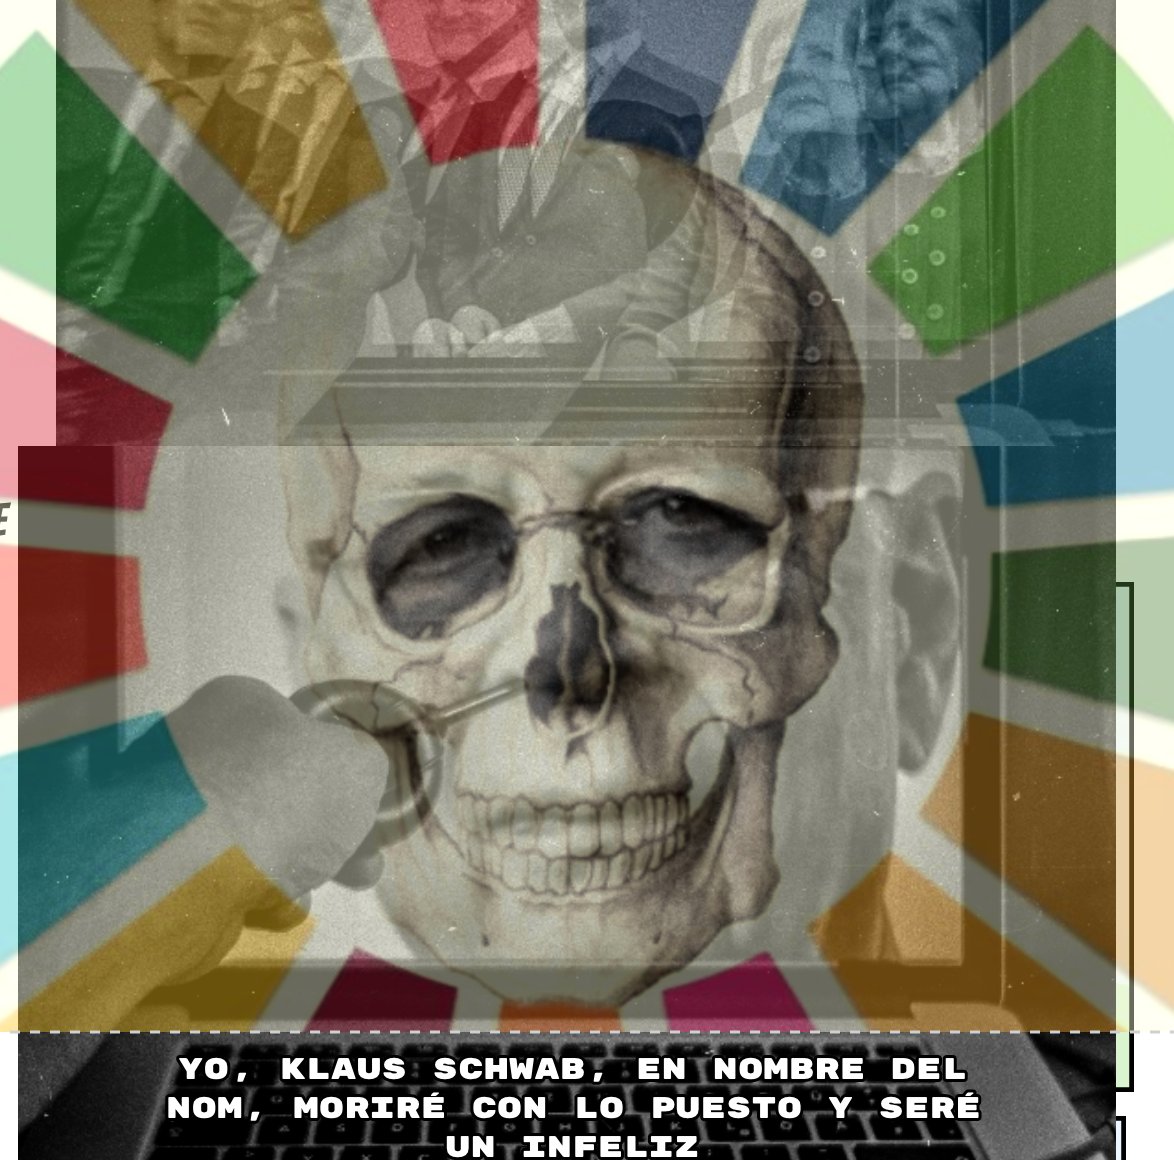 E
YO, KLAUS SCHWAB, EN NOMBRE DEL
NOM, MORIRÉ CON LO PUESTO Y SERÉ
UN INFELIZ